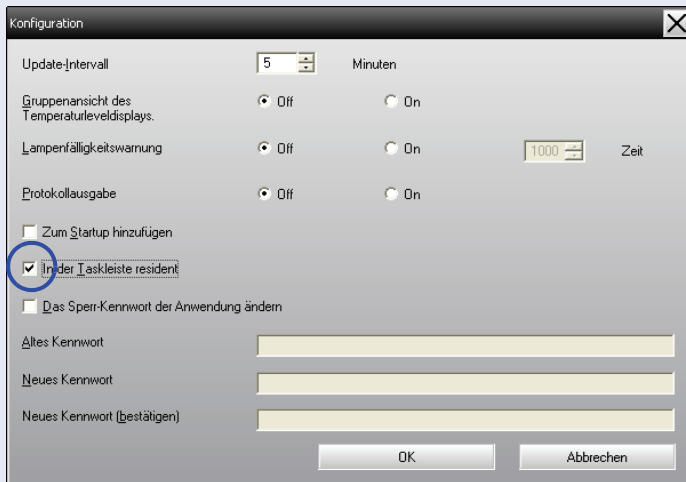 Konfiguration
Update-Intervall 5 Minuten
Gruppenansicht des
Temperaturleveldisplays. Off On
Lampenfälligkeitswarnung Off On 1000 Zeit
Protokollausgabe Off On
Zum Startup hinzufügen
In der Taskleiste resident
Das Sperr-Kennwort der Anwendung ändern
Altes Kennwort
Neues Kennwort
Neues Kennwort (bestätigen)
OK Abbrechen